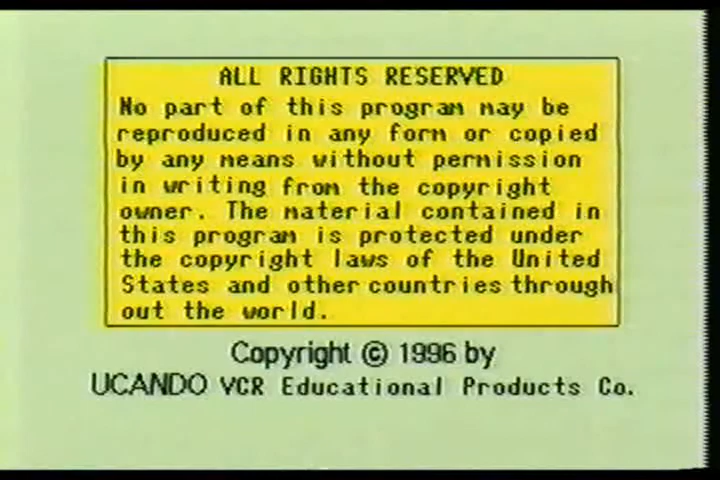 ALL RIGHTS RESERVED
No part of this program may be
reproduced in any form or copied
by any means without permission
in writing from the copyright
owner. The material contained in
this program is protected under
the copyright laws of the United
States and other countries through
out the world.
Copyright © 1996 by
UCANDO VCR Educational Products Co.